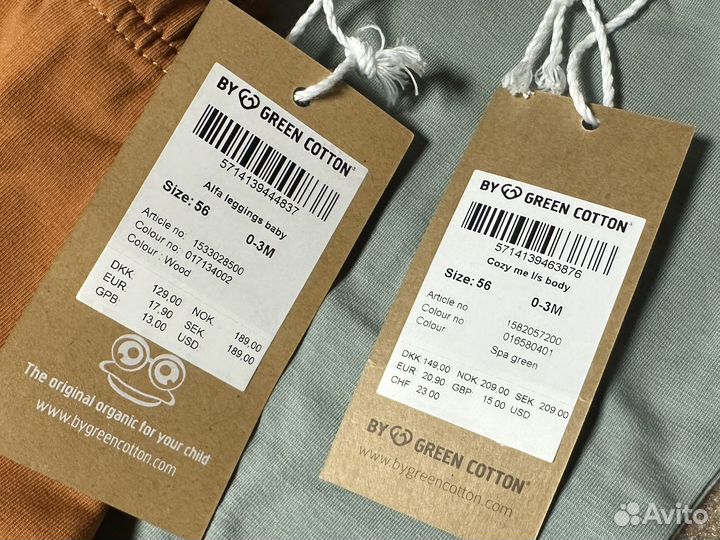 BY GREEN COTTON®
5714139444837
Alfa leggings baby
Size: 56 0-3M
Article no. 1533028500
Colour no: 017134002
Colour : Wood
DKK 129.00 NOK. 189.00
EUR 17.90 SEK 189,00
GPB 13.00 USD
The original organic for your child
www.bygreencotton.com
BY GREEN COTTON®
5714139463876
Cozy me l/s body
Size: 56 0-3M
Article no 1582057200
Colour no 016580401
Colour Spa green
DKK 149.00 NOK 209.00 SEK 209.00
EUR 20.90 GBP 15.00 USD
CHF 23.00
BY GREEN COTTON®
www.bygreencotton.com
Avito